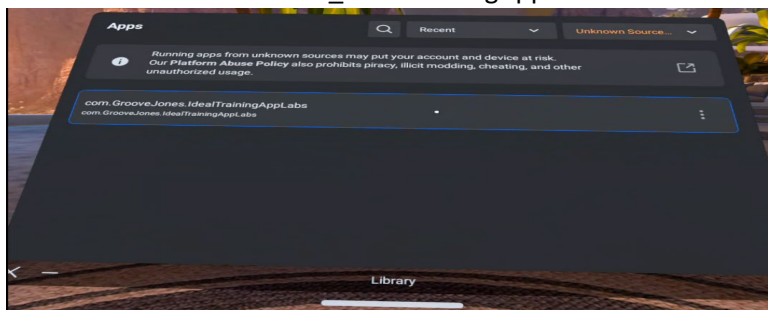 Apps
Recent
Unknown Source...
Running apps from unknown sources may put your account and device at risk.
Our Platform Abuse Policy also prohibits piracy, illicit modding, cheating, and other
unauthorized usage.
com.GrooveJones.IdealTrainingAppLabs
com.GrooveJones.IdealTrainingAppLabs
Library